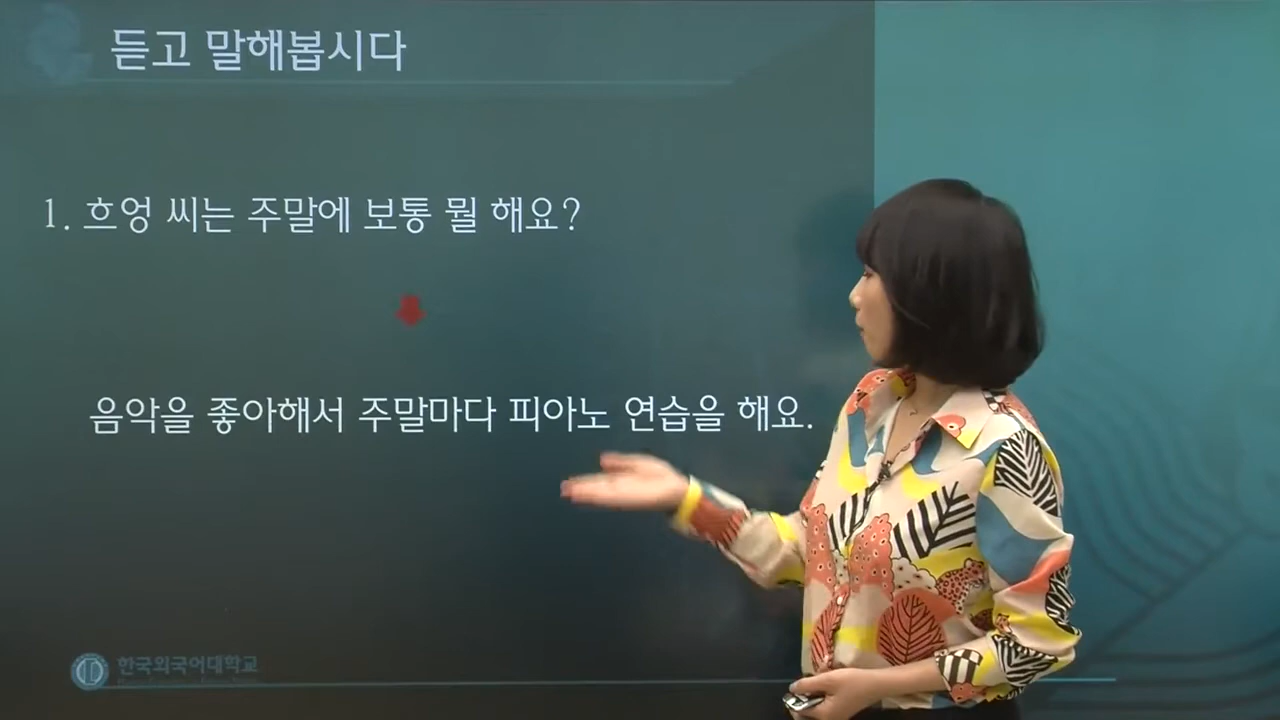 듣고 말해봅시다
1. 흐엉 씨는 주말에 보통 뭘 해요?
음악을 좋아해서 주말마다 피아노 연습을 해요.
한국외국어대학교